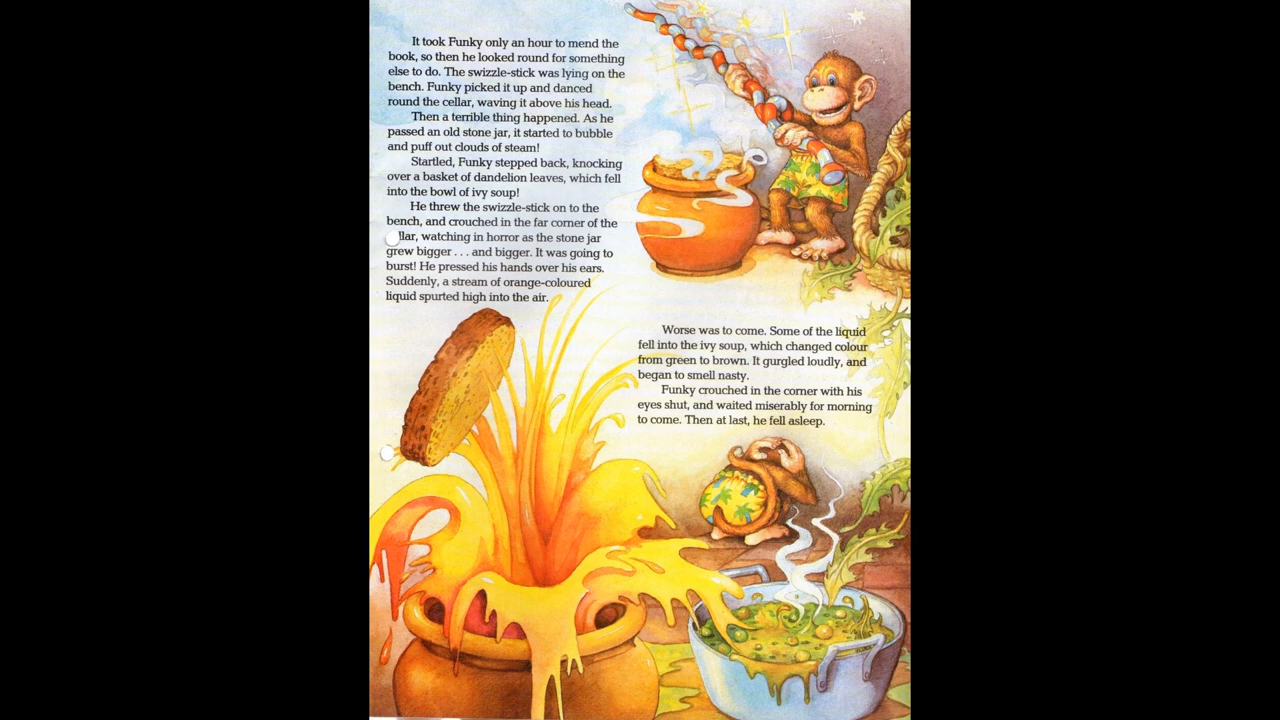 It took Funky only an hour to mend the
book, so then he looked round for something
else to do. The swizzle-stick was lying on the
bench. Funky picked it up and danced
round the cellar, waving it above his head.
Then a terrible thing happened. As he
passed an old stone jar, it started to bubble
and puff out clouds of steam!
Startled, Funky stepped back, knocking
over a basket of dandelion leaves, which fell
into the bowl of ivy soup!
He threw the swizzle-stick on to the
bench, and crouched in the far corner of the
llar, watching in horror as the stone jar
grew bigger . . . and bigger. It was going to
burst! He pressed his hands over his ears.
Suddenly, a stream of orange-coloured
liquid spurted high into the air.
Worse was to come. Some of the liquid
fell into the ivy soup, which changed colour
from green to brown. It gurgled loudly, and
began to smell nasty.
Funky crouched in the corner with his
eyes shut, and waited miserably for morning
to come. Then at last, he fell asleep.